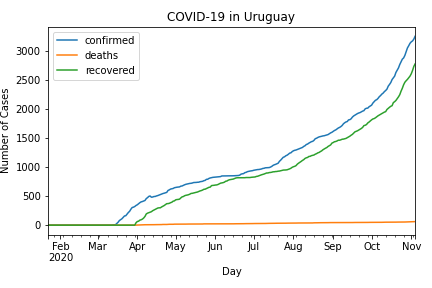 COVID-19 in Uruguay
confirmed
deaths
recovered
Number of Cases
3000
2500
2000
1500
1000
500
0
Feb Mar Apr May Jun Jul Aug Sep Oct Nov
2020
Day